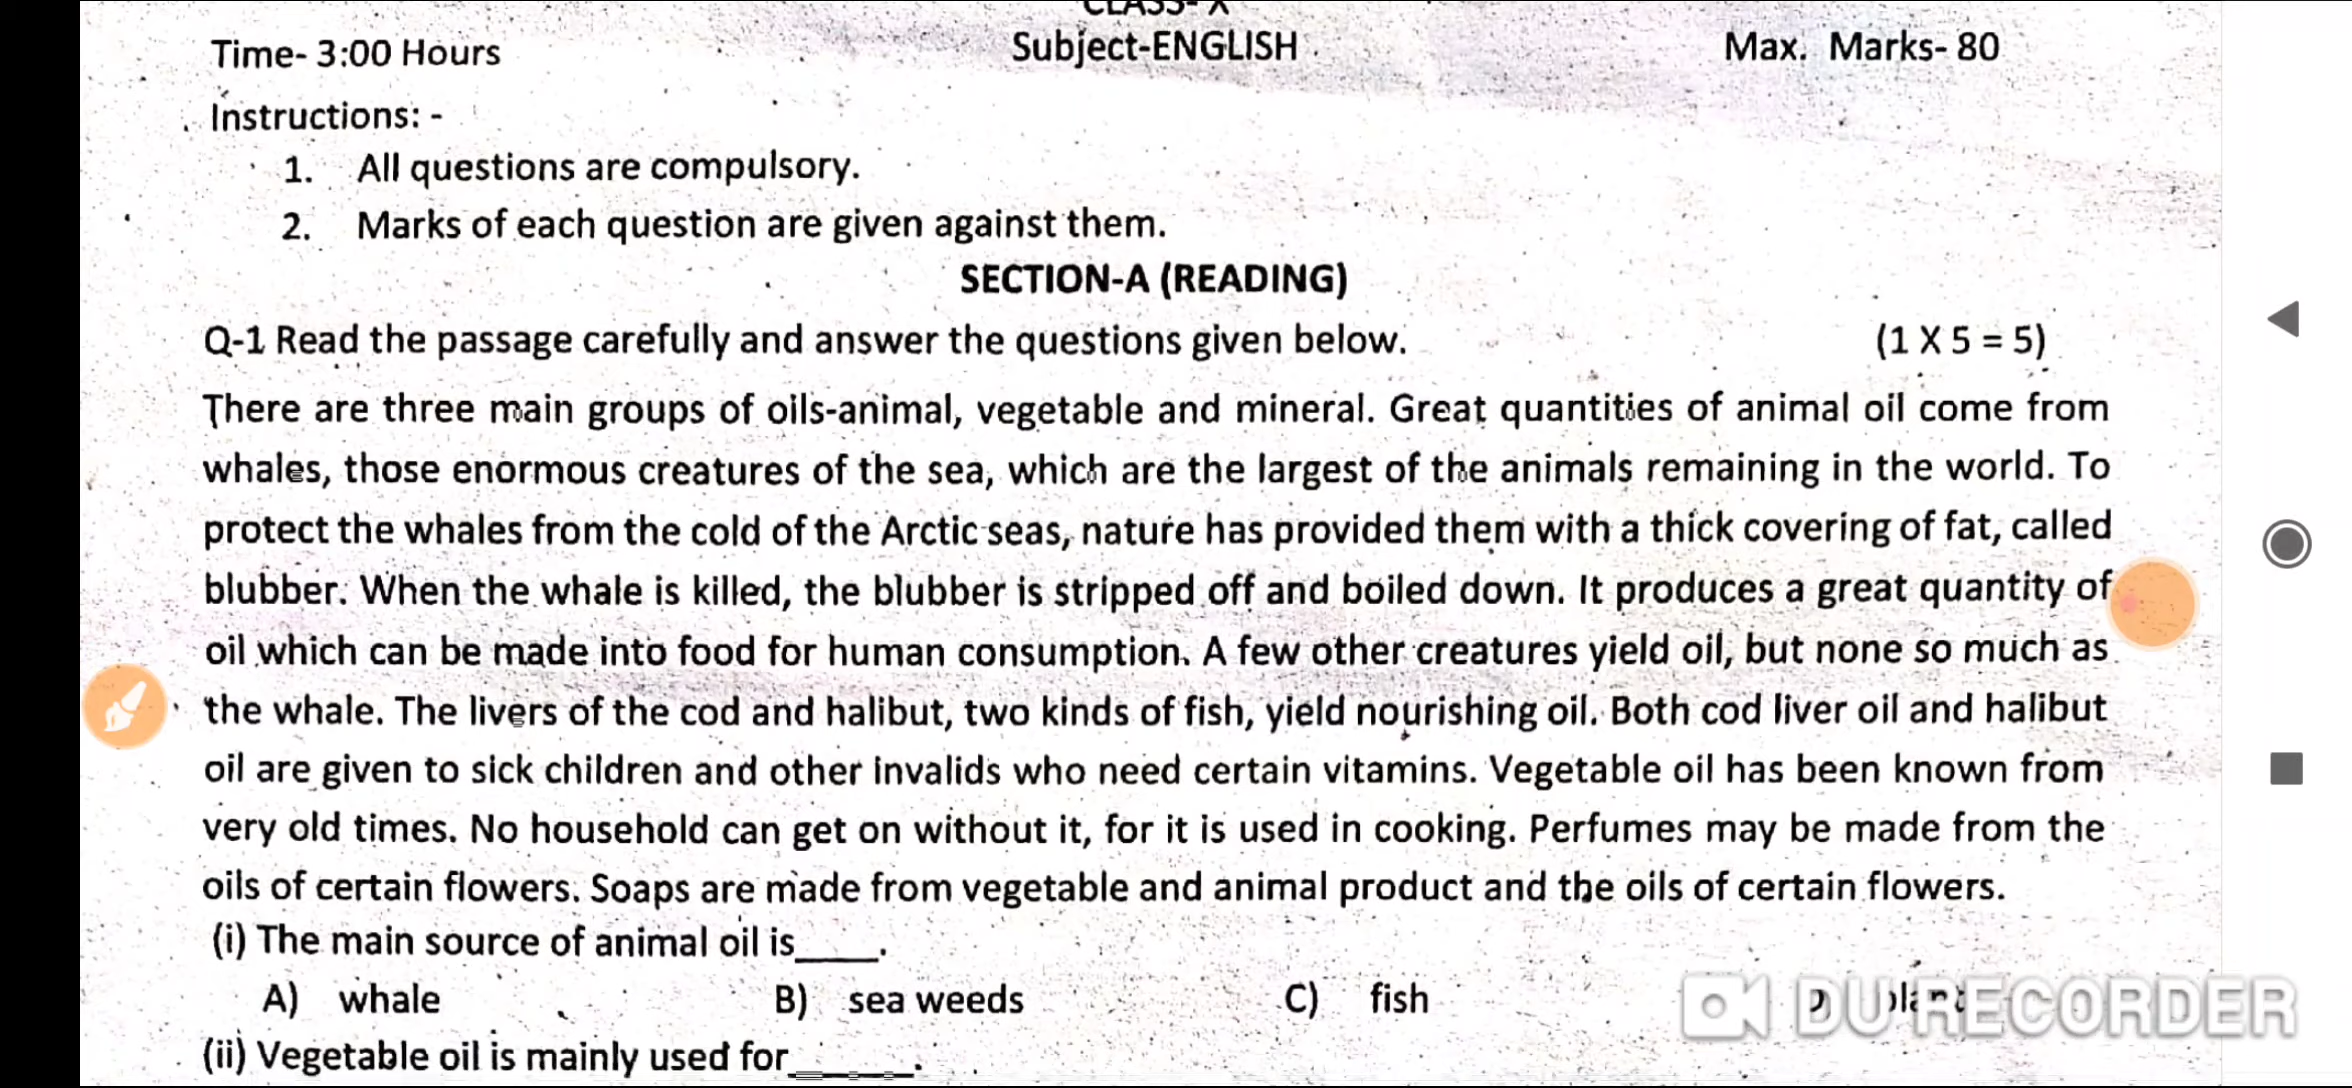 CLASS- X
Time- 3:00 Hours Subject-ENGLISH Max. Marks- 80
Instructions: -
1. All questions are compulsory.
2. Marks of each question are given against them.
SECTION-A (READING)
Q-1 Read the passage carefully and answer the questions given below. (1 X 5 = 5)
There are three main groups of oils-animal, vegetable and mineral. Great quantities of animal oil come from
whales, those enormous creatures of the sea, which are the largest of the animals remaining in the world. To
protect the whales from the cold of the Arctic seas, nature has provided them with a thick covering of fat, called
blubber. When the whale is killed, the blubber is stripped off and boiled down. It produces a great quantity of
oil which can be made into food for human consumption. A few other creatures yield oil, but none so much as
the whale. The livers of the cod and halibut, two kinds of fish, yield nourishing oil. Both cod liver oil and halibut
oil are given to sick children and other invalids who need certain vitamins. Vegetable oil has been known from
very old times. No household can get on without it, for it is used in cooking. Perfumes may be made from the
oils of certain flowers. Soaps are made from vegetable and animal product and the oils of certain flowers.
(i) The main source of animal oil is____.
A) whale B) sea weeds C) fish
DU RECORDER
(ii) Vegetable oil is mainly used for______.